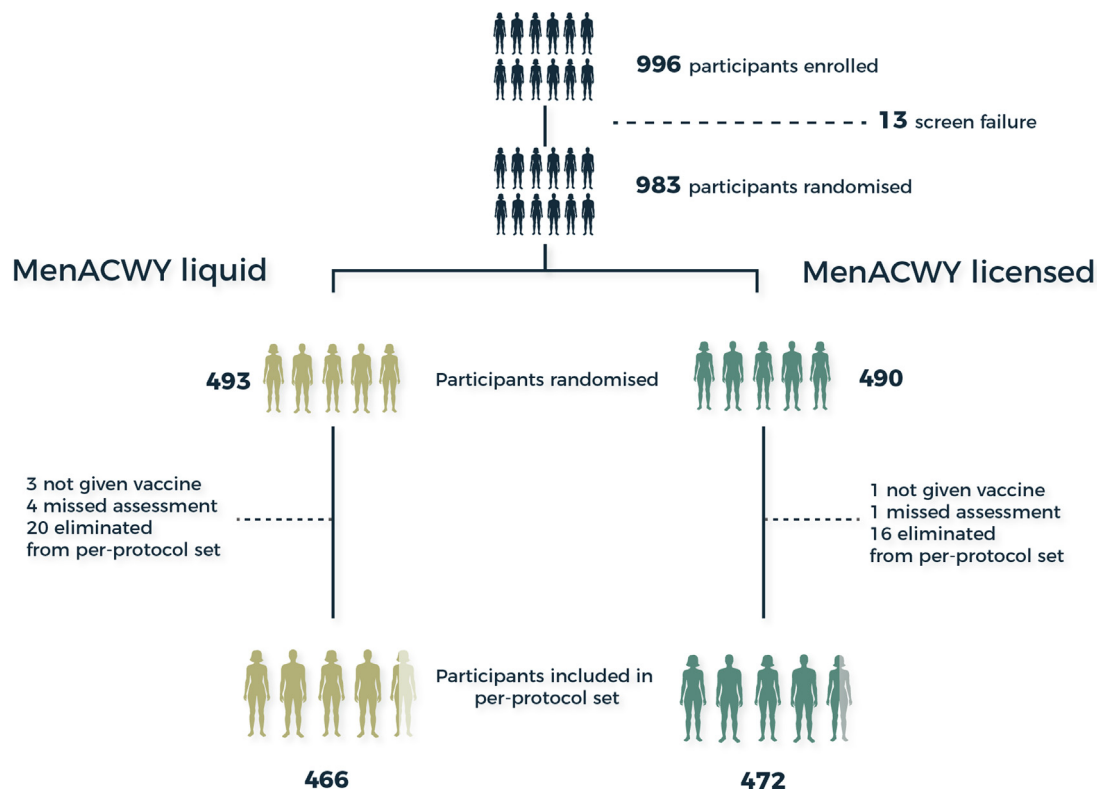 996 participants enrolled
13 screen failure
983 participants randomised
MenACWY liquid
MenACWY licensed
493
Participants randomised
490
3 not given vaccine
4 missed assessment
20 eliminated
from per-protocol set
1 not given vaccine
1 missed assessment
16 eliminated
from per-protocol set
Participants included in
per-protocol set
466
472